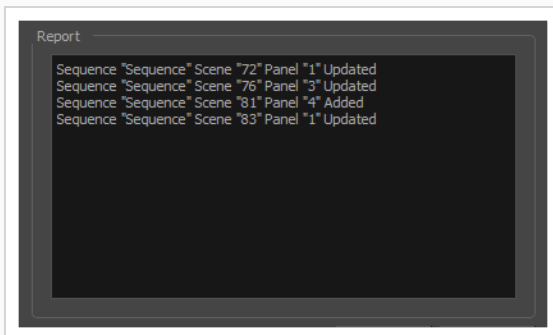 Report
Sequence "Sequence" Scene "72" Panel "1" Updated
Sequence "Sequence" Scene "76" Panel "3" Updated
Sequence "Sequence" Scene "81" Panel "4" Added
Sequence "Sequence" Scene "83" Panel "1" Updated